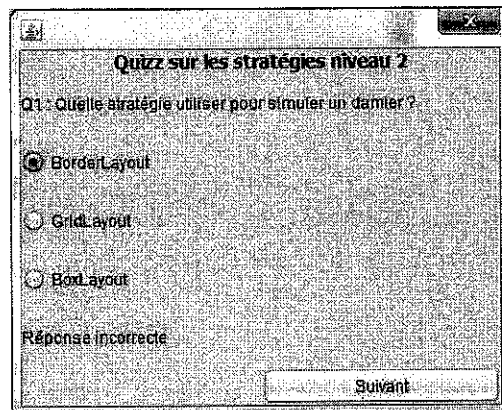 Quizz sur les stratégies niveau 2
Q1 : Quelle stratégie utiliser pour simuler un damier ?
BorderLayout
GridLayout
BoxLayout
Réponse incorrecte
Suivant